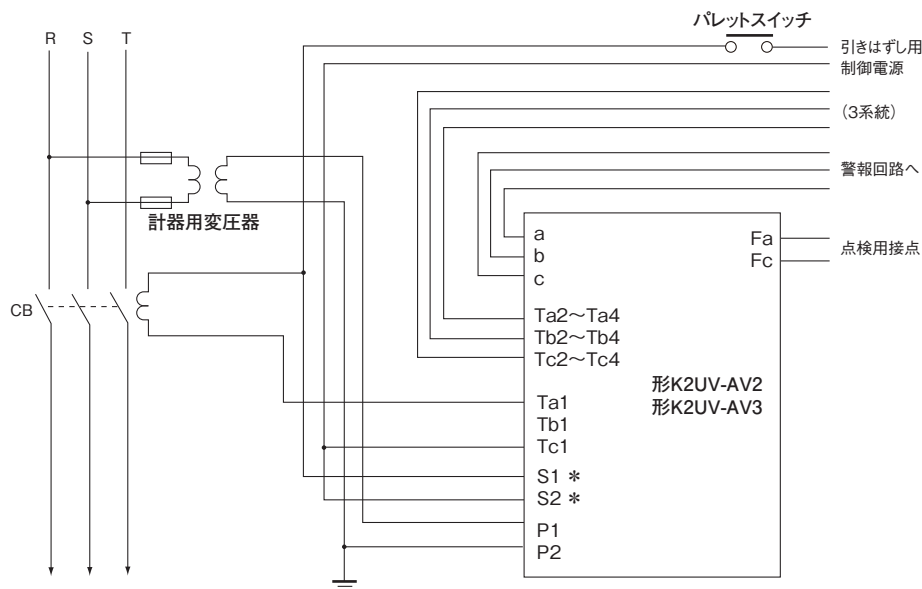 パレットスイッチ
R S T
引きはずし用
制御電源
(3系統)
警報回路へ
計器用変圧器
a
b
c
Fa
Fc
点検用接点
CB
Ta2～Ta4
Tb2～Tb4
Tc2～Tc4
形K2UV-AV2
形K2UV-AV3
Ta1
Tb1
Tc1
S1 *
S2 *
P1
P2